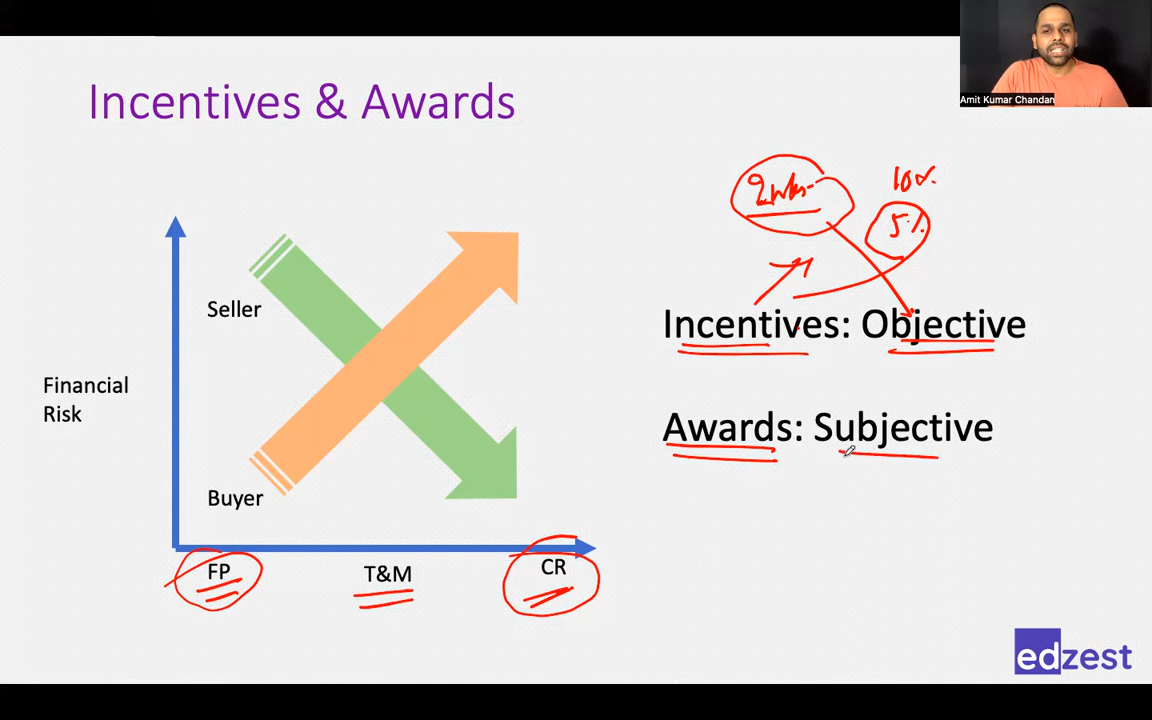 Amit Kumar Chandan
Incentives & Awards
2wks.
10%
5%
Seller
Financial
Risk
Incentives: Objective
Awards: Subjective
Buyer
FP
T&M
CR
edzest